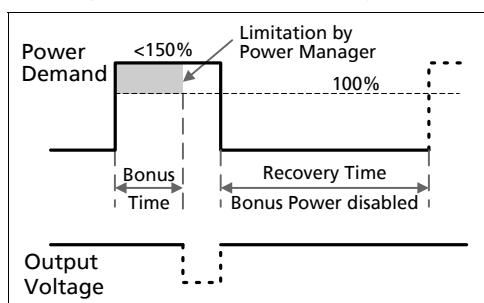 Power
Demand
<150%
Limitation by
Power Manager
100%
Bonus
Time
Recovery Time
Bonus Power disabled
Output
Voltage